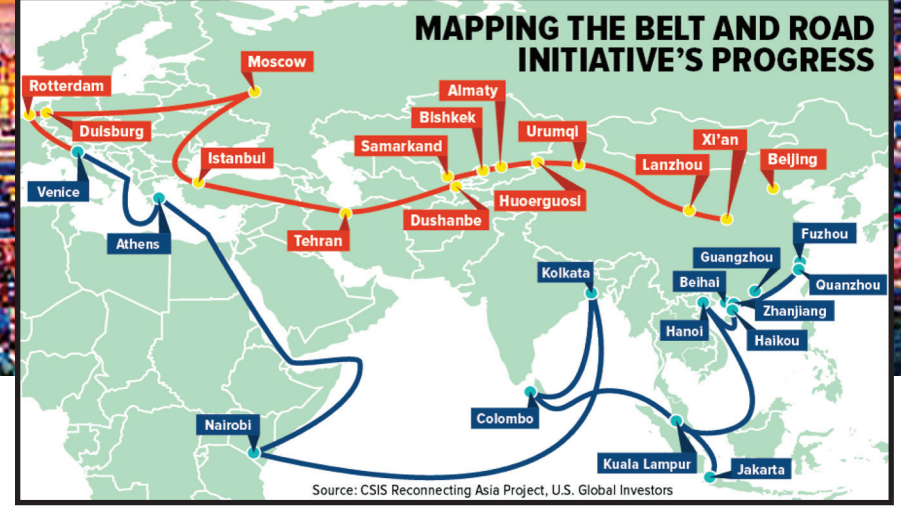 MAPPING THE BELT AND ROAD
INITIATIVE'S PROGRESS
Moscow
Rotterdam
Duisburg
Almaty
Bishkek
Urumqi
Samarkand
Xi'an
Lanzhou
Beijing
Istanbul
Venice
Huoerguosl
Dushanbe
Tehran
Athens
Fuzhou
Guangzhou
Kolkata
Beihai
Quanzhou
Zhanjiang
Hanoi
Haikou
Colombo
Nairobi
Kuala Lampur
Jakarta
Source: CSIS Reconnecting Asia Project, U.S. Global Investors